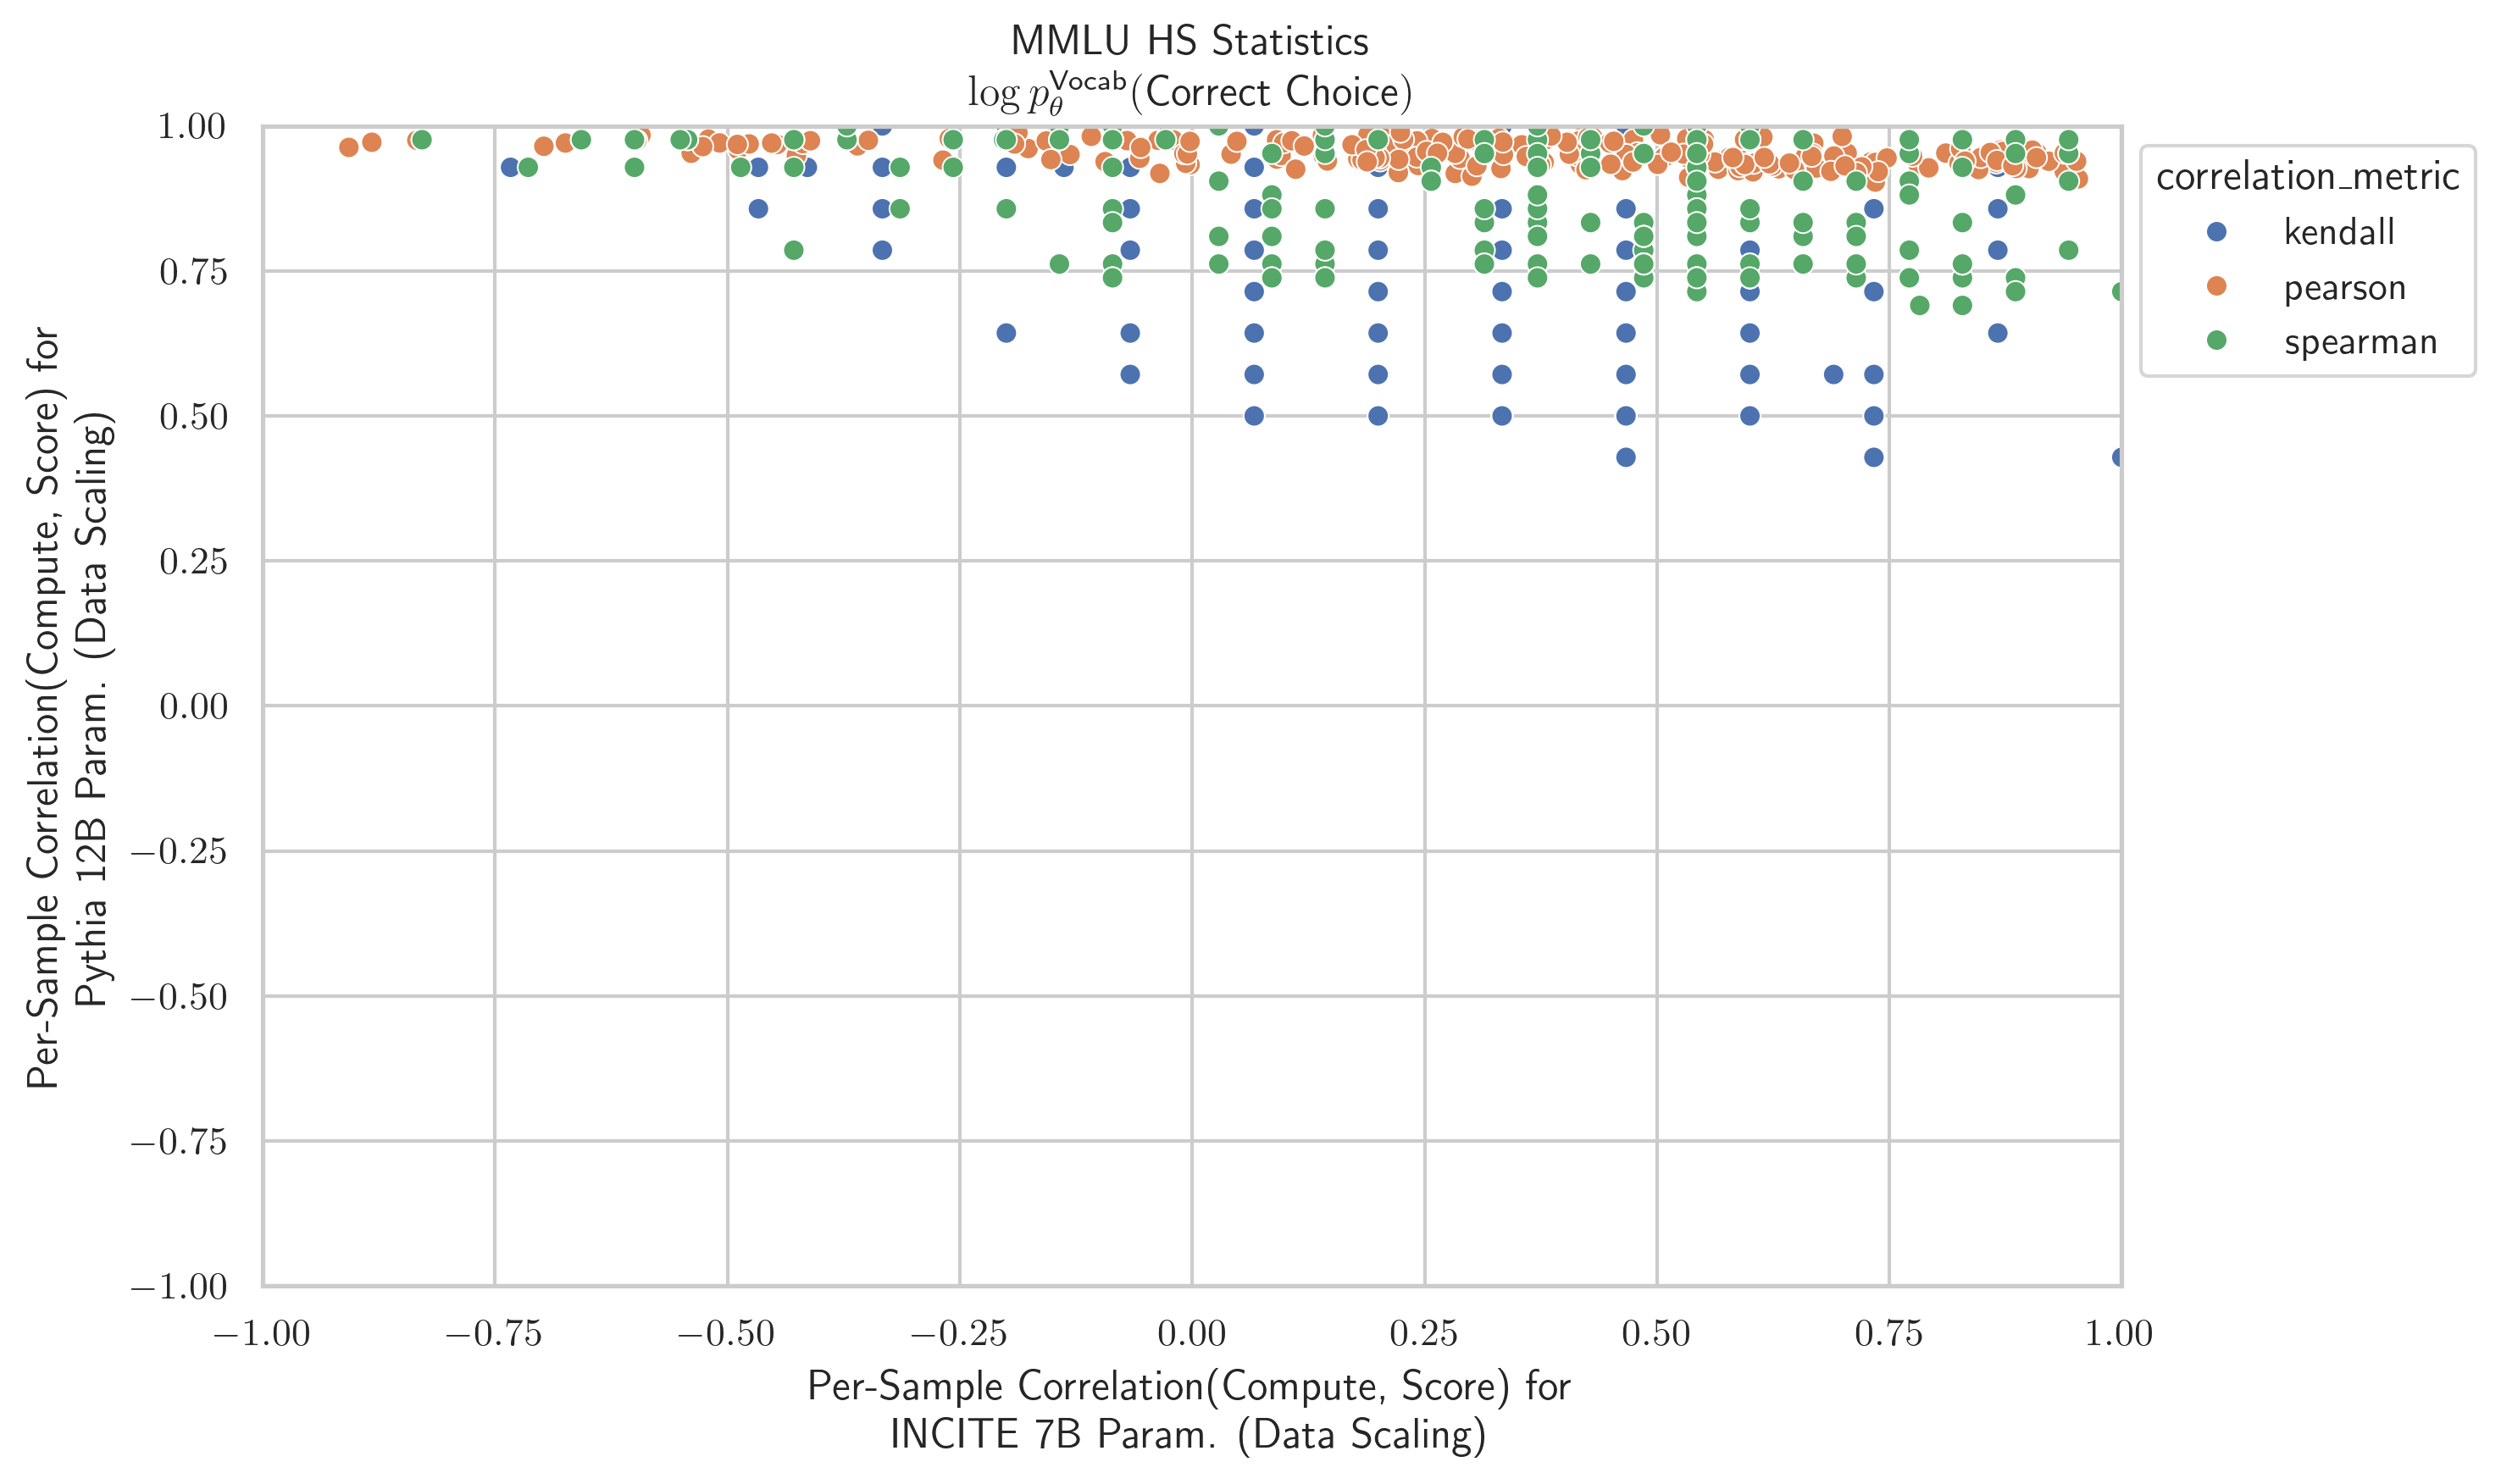 MMLU HS Statistics
log p_θ^Vocab(Correct Choice)
1.00
0.75
0.50
0.25
0.00
−0.25
−0.50
−0.75
−1.00
Per-Sample Correlation(Compute, Score) for
Pythia 12B Param. (Data Scaling)
−1.00
−0.75
−0.50
−0.25
0.00
0.25
0.50
0.75
1.00
Per-Sample Correlation(Compute, Score) for
INCITE 7B Param. (Data Scaling)
correlation_metric
kendall
pearson
spearman